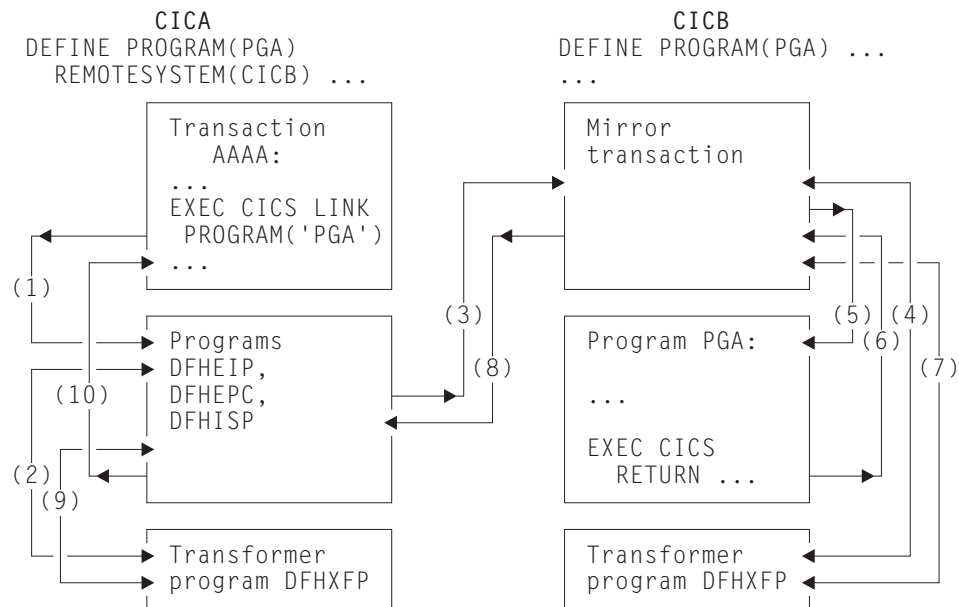 CICA
DEFINE PROGRAM(PGA)
REMOTESYSTEM(CICB) ...
CICB
DEFINE PROGRAM(PGA) ...
...
Transaction
AAAA:
...
EXEC CICS LINK
PROGRAM('PGA')
...
Mirror
transaction
(1)
(3)
(8)
(5)
(4)
(6)
(7)
Programs
DFHEIP,
DFHEPC,
DFHISP
(10)
(2)
(9)
Program PGA:
...
EXEC CICS
RETURN ...
Transformer
program DFHXFP
Transformer
program DFHXFP